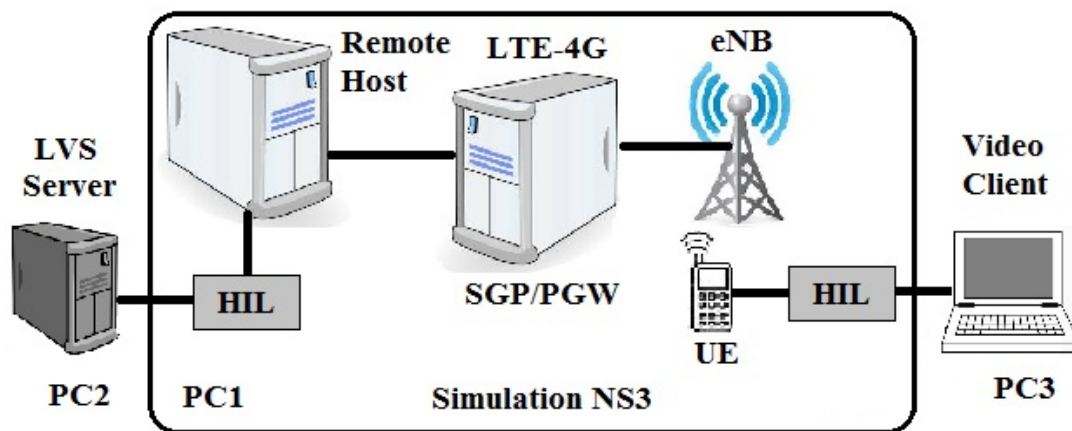 Remote
Host
LTE-4G
eNB
LVS
Server
Video
Client
HIL
SGP/PGW
HIL
UE
PC2
PC1
Simulation NS3
PC3